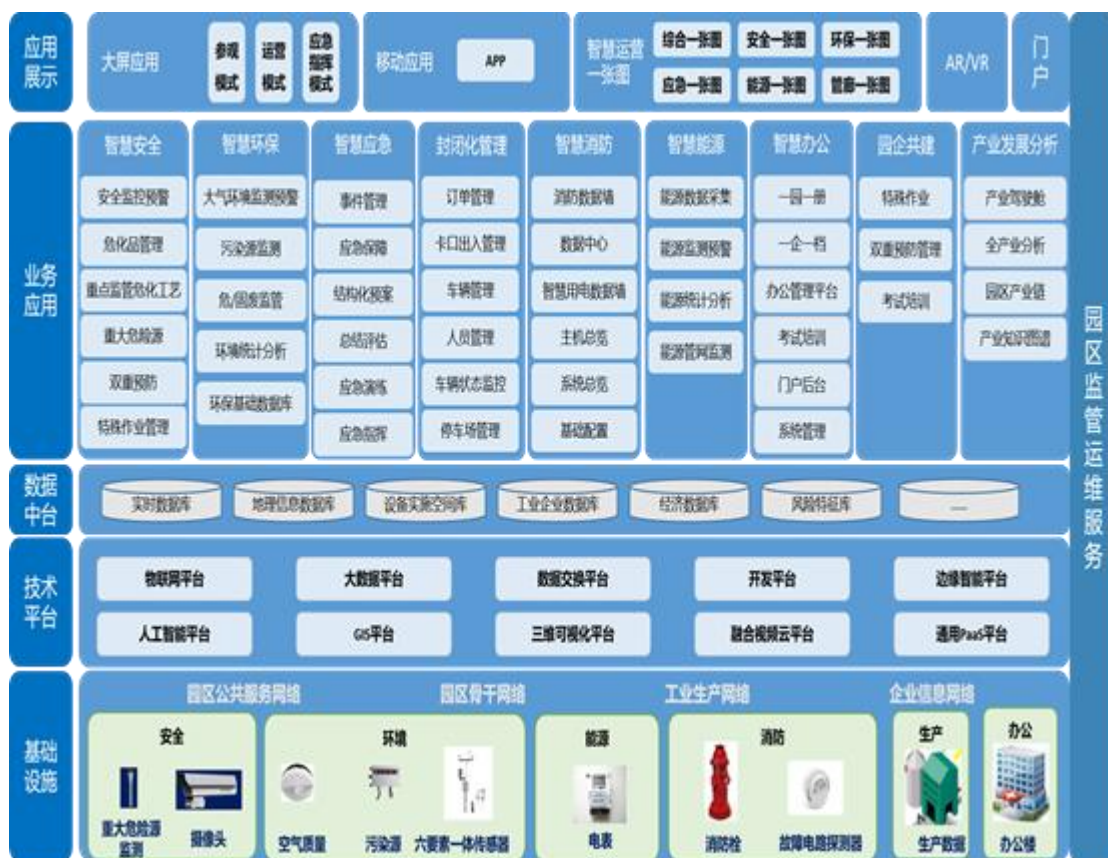 应用
展示
大屏应用
参观
模式
运营
模式
应急
指挥
模式
移动应用
APP
智慧运营
一张图
综合一张图
安全一张图
环保一张图
应急一张图
能源一张图
管廊一张图
AR/VR
门
户
业务
应用
智慧安全
安全监控预警
危化品管理
重点监管危化工艺
重大危险源
双重预防
特殊作业管理
智慧环保
大气环境监测预警
污染源监测
危/固废监管
环境统计分析
环保基础数据库
智慧应急
事件管理
应急保障
结构化预案
总结评估
应急演练
应急指挥
封闭化管理
订单管理
卡口出入管理
车辆管理
人员管理
车辆状态监控
停车场管理
智慧消防
消防数据墙
数据中心
智慧用电数据墙
主机总览
系统总览
基础配置
智慧能源
能源数据采集
能源监测预警
能源统计分析
能源管网监测
智慧办公
一园一册
一企一档
办公管理平台
考试培训
门户后台
系统管理
园企共建
特殊作业
双重预防管理
考试培训
产业发展分析
产业驾驶舱
全产业分析
园区产业链
产业知识图谱
数据
中台
实时数据库
地理信息数据库
设备实施空间库
工业企业数据库
经济数据库
风险特征库
......
技术
平台
物联网平台
大数据平台
数据交换平台
开发平台
边缘智能平台
人工智能平台
GIS平台
三维可视化平台
融合视频云平台
通用PaaS平台
基础
设施
园区公共服务网络
园区骨干网络
工业生产网络
企业信息网络
安全
重大危险源
监测
摄像头
环境
空气质量
污染源
六要素一体传感器
能源
电表
消防
消防栓
故障电路探测器
生产
生产数据
办公
办公楼
园区监管运维服务